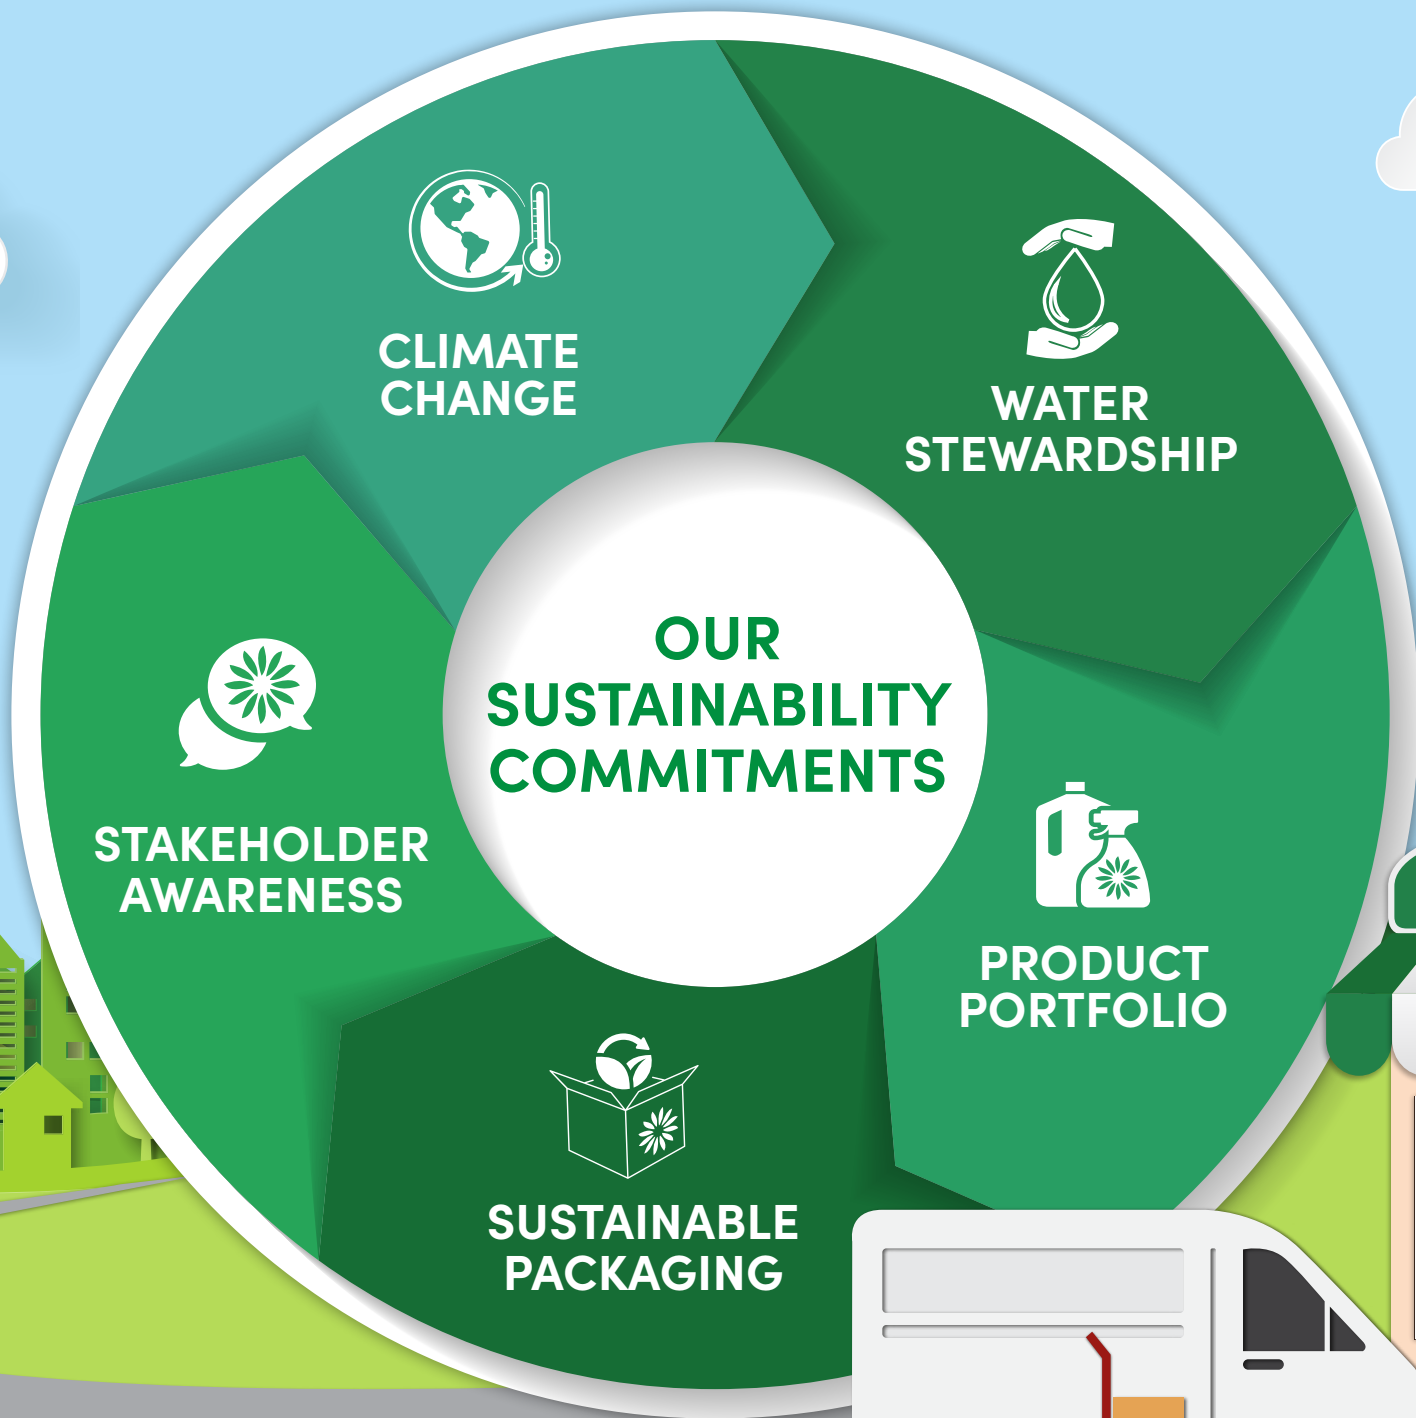 OUR
SUSTAINABILITY
COMMITMENTS
CLIMATE
CHANGE
WATER
STEWARDSHIP
PRODUCT
PORTFOLIO
SUSTAINABLE
PACKAGING
STAKEHOLDER
AWARENESS